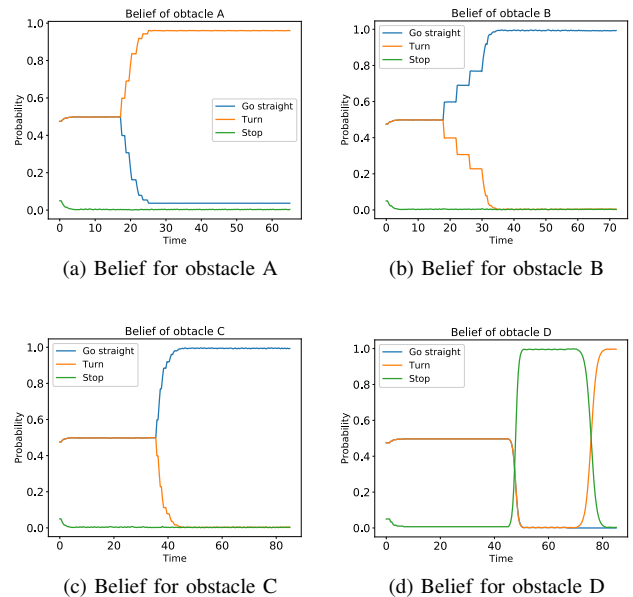 Belief of obstacle A
1.0
0.8
0.6
0.4
0.2
0.0
Probability
Go straight
Turn
Stop
0 10 20 30 40 50 60
Time
(a) Belief for obstacle A
Belief of obstacle B
1.0
0.8
0.6
0.4
0.2
0.0
Probability
Go straight
Turn
Stop
0 10 20 30 40 50 60 70
Time
(b) Belief for obstacle B
Belief of obstacle C
1.0
0.8
0.6
0.4
0.2
0.0
Probability
Go straight
Turn
Stop
0 20 40 60 80
Time
(c) Belief for obstacle C
Belief of obstacle D
1.0
0.8
0.6
0.4
0.2
0.0
Probability
Go straight
Turn
Stop
0 20 40 60 80
Time
(d) Belief for obstacle D